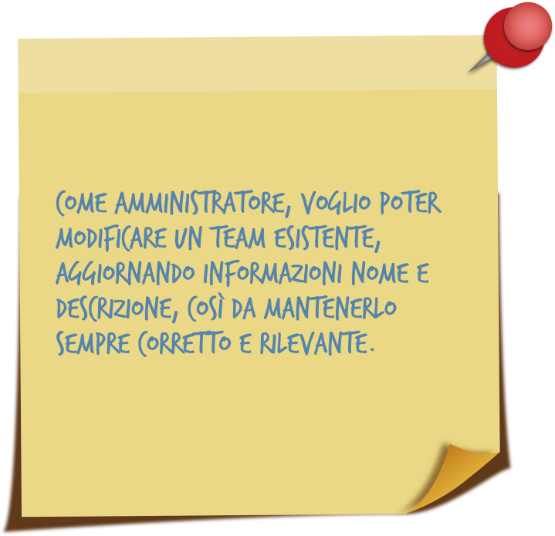 COME AMMINISTRATORE, VOGLIO POTER
MODIFICARE UN TEAM ESISTENTE,
AGGIORNANDO INFORMAZIONI NOME E
DESCRIZIONE, COSÌ DA MANTENERLO
SEMPRE CORRETTO E RILEVANTE.